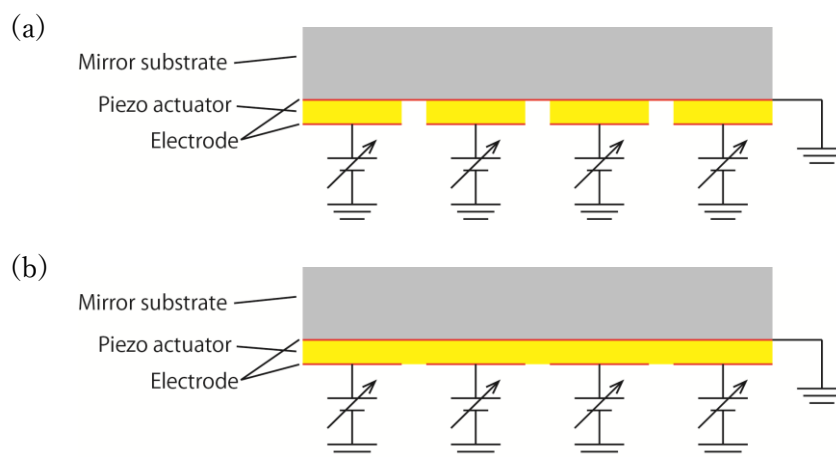 (a)
Mirror substrate
Piezo actuator
Electrode
(b)
Mirror substrate
Piezo actuator
Electrode